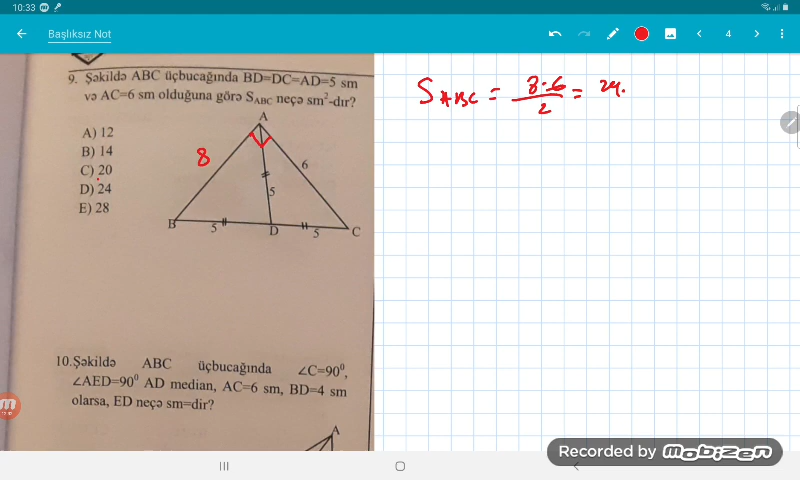 10:33
Başlıksız Not
4
9. Şəkildə ABC üçbucağında BD=DC=AD=5 sm
və AC=6 sm olduğuna görə S_ABC neçə sm²-dır?
A) 12
B) 14
C) 20
D) 24
E) 28
A
8
6
5
B
5
D
5
C
S_ABC = 8·6/2 = 24.
10.Şəkildə ABC üçbucağında ∠C=90⁰,
∠AED=90⁰ AD median, AC=6 sm, BD=4 sm
olarsa, ED neçə sm=dir?
A
Recorded by mobizen